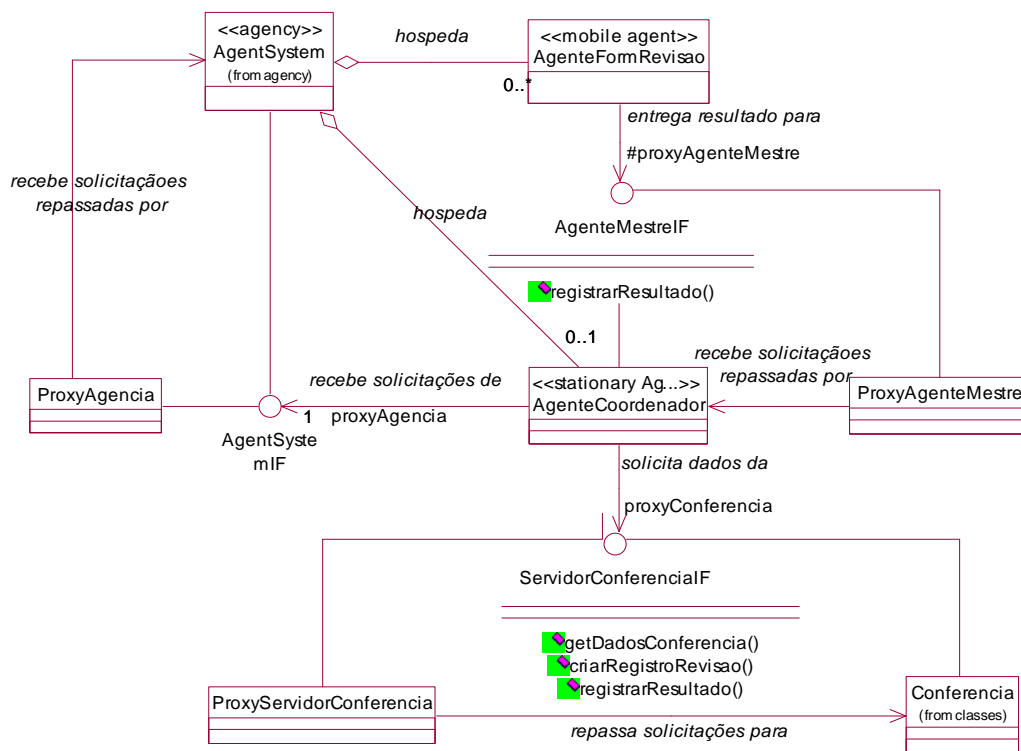 <<agency>>
AgentSystem
(from agency)
hospeda
<<mobile agent>>
AgenteFormRevisao
0..*
entrega resultado para
#proxyAgenteMestre
recebe solicitaçãoes
repassadas por
hospeda
AgenteMestreIF
registrarResultado()
0..1
recebe solicitaçãoes
repassadas por
ProxyAgencia
recebe solicitações de
1
proxyAgencia
AgentSyste
mIF
<<stationary Ag...>>
AgenteCoordenador
ProxyAgenteMestre
solicita dados da
proxyConferencia
ServidorConferenciaIF
getDadosConferencia()
criarRegistroRevisao()
registrarResultado()
ProxyServidorConferencia
repassa solicitações para
Conferencia
(from classes)